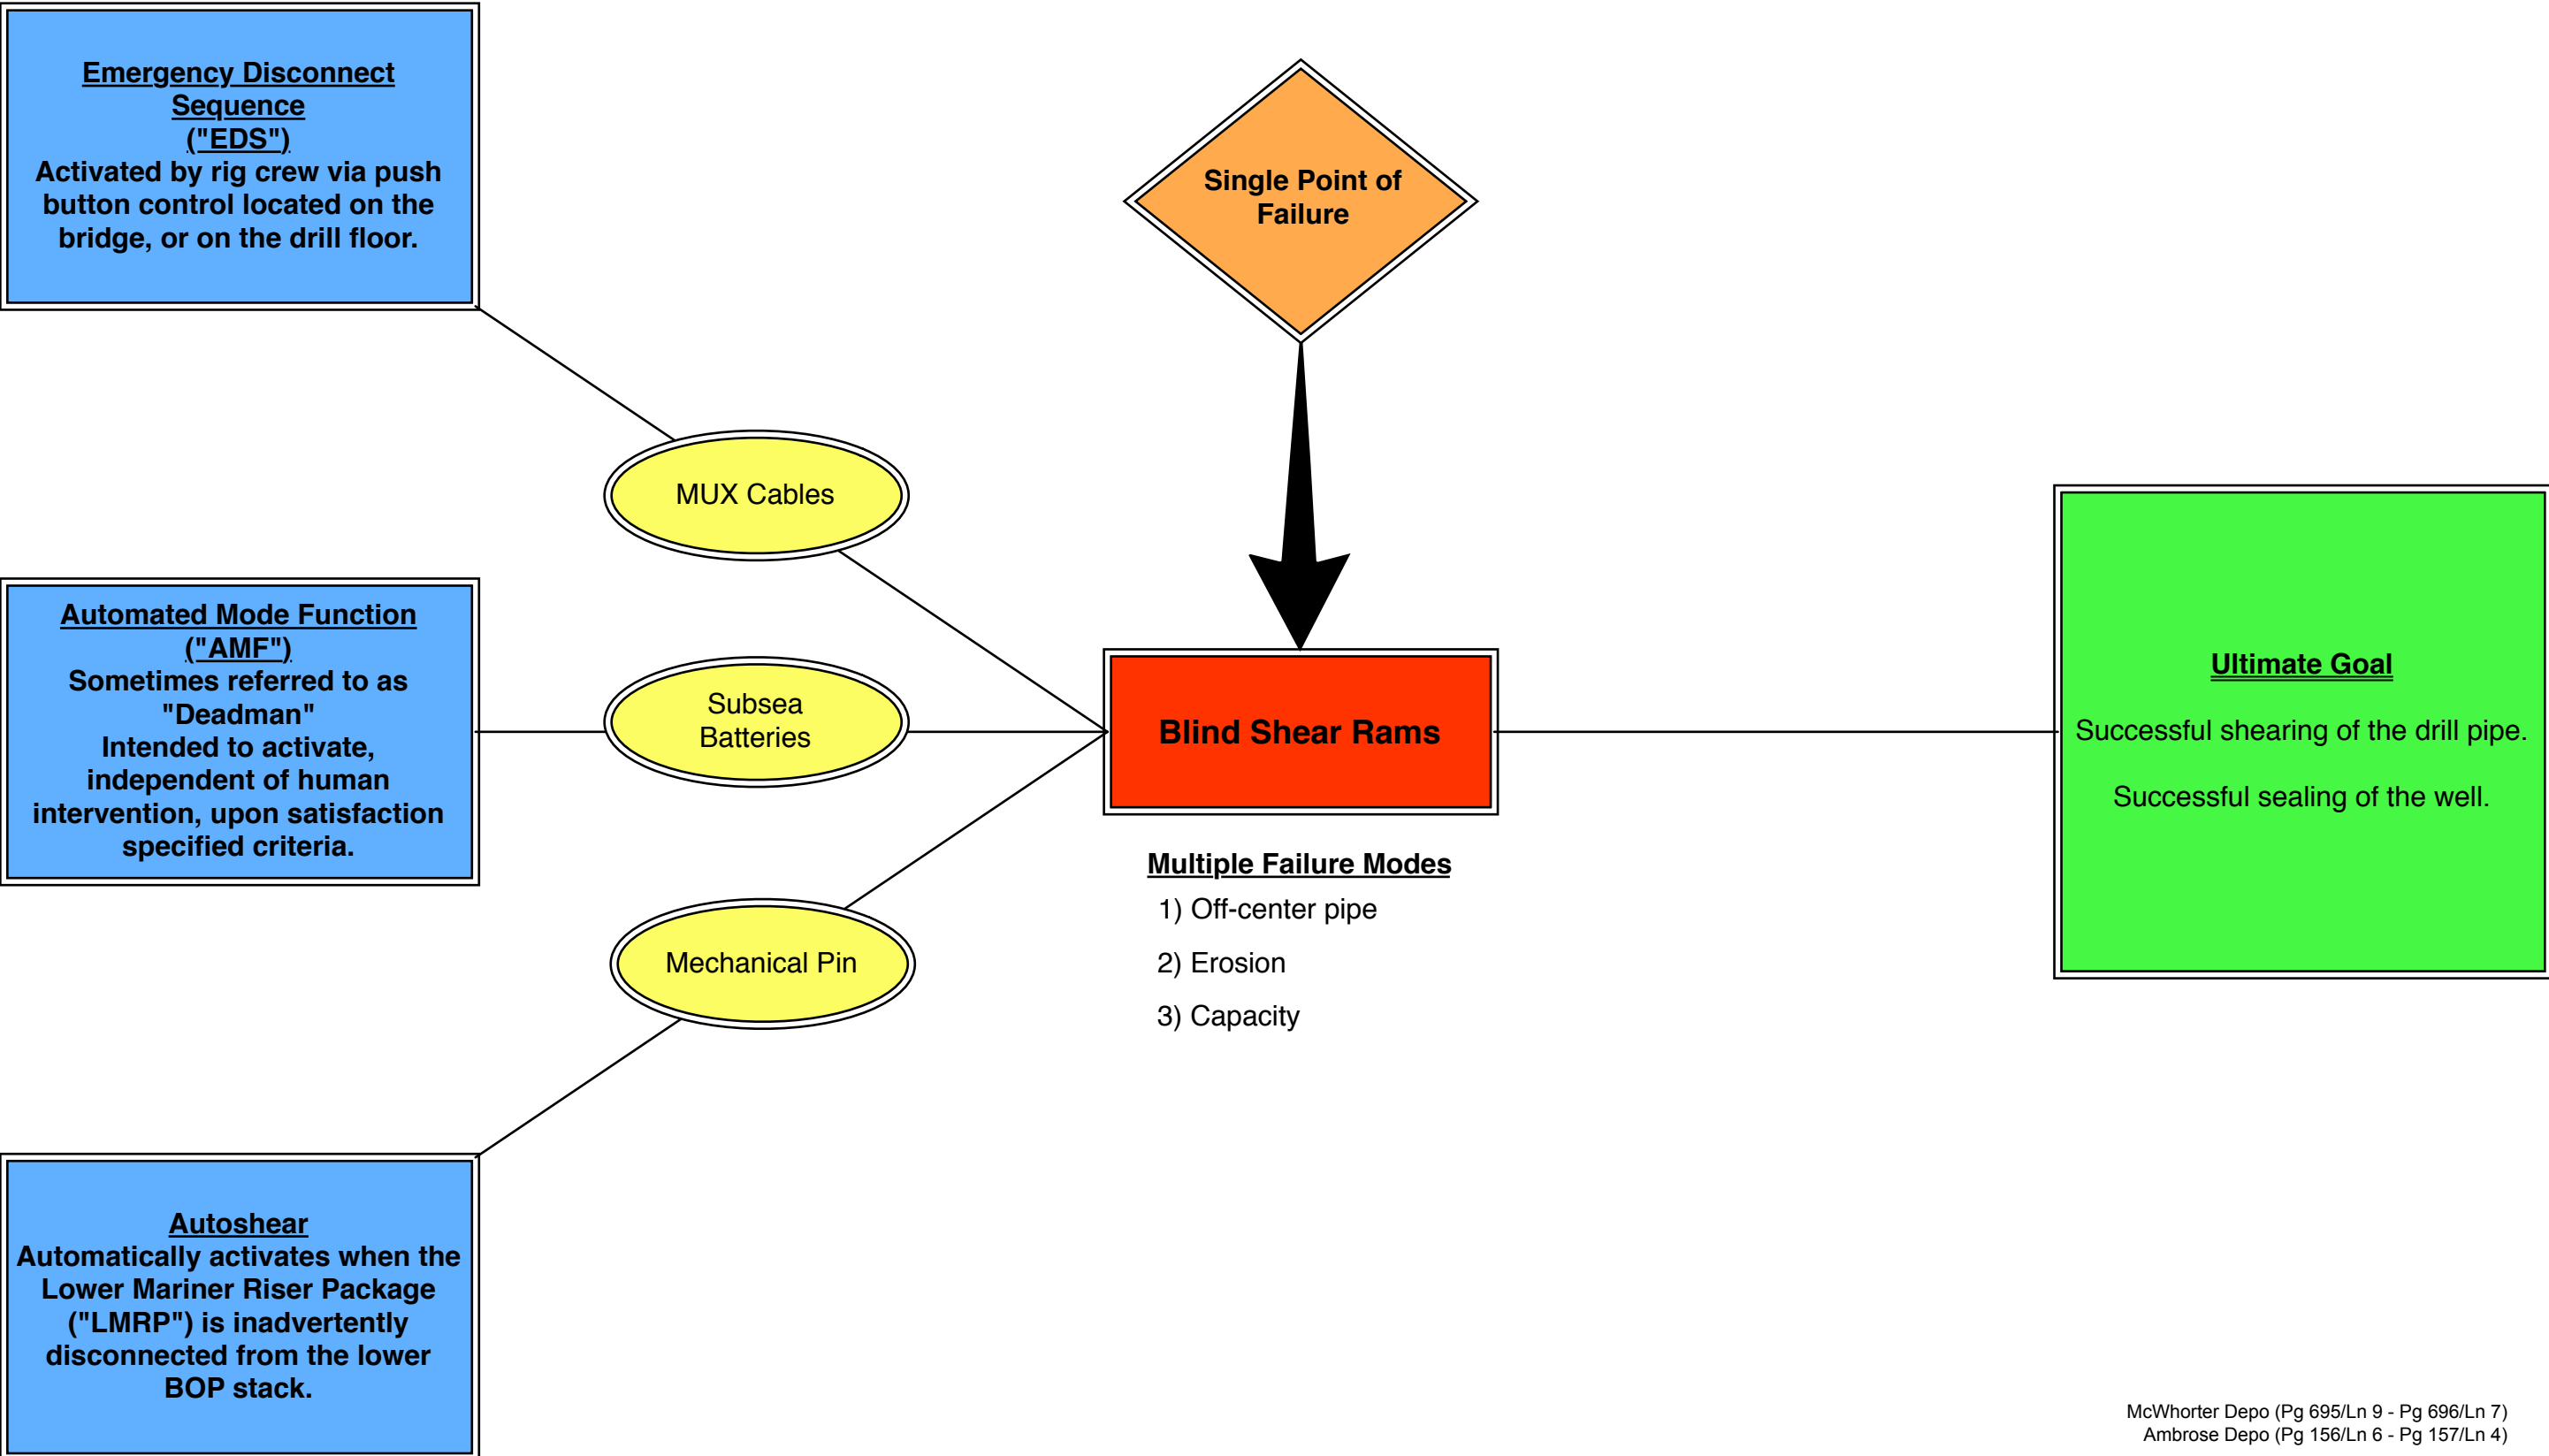 Emergency Disconnect
Sequence
("EDS")
Activated by rig crew via push
button control located on the
bridge, or on the drill floor.
Single Point of
Failure
MUX Cables
Automated Mode Function
("AMF")
Sometimes referred to as
"Deadman"
Intended to activate,
independent of human
intervention, upon satisfaction
specified criteria.
Subsea
Batteries
Blind Shear Rams
Ultimate Goal
Successful shearing of the drill pipe.
Successful sealing of the well.
Multiple Failure Modes
1) Off-center pipe
2) Erosion
3) Capacity
Mechanical Pin
Autoshear
Automatically activates when the
Lower Mariner Riser Package
("LMRP") is inadvertently
disconnected from the lower
BOP stack.
McWhorter Depo (Pg 695/Ln 9 - Pg 696/Ln 7)
Ambrose Depo (Pg 156/Ln 6 - Pg 157/Ln 4)